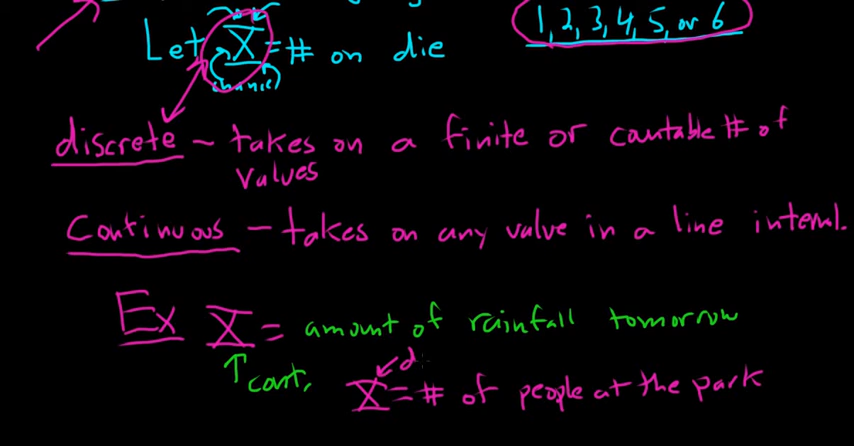 1, 2, 3, 4, 5, or 6
Let X = # on die
chance
discrete - takes on a finite or countable # of
values
Continuous - takes on any value in a line interval.
Ex X = amount of rainfall tomorrow
cont.
d
X = # of people at the park